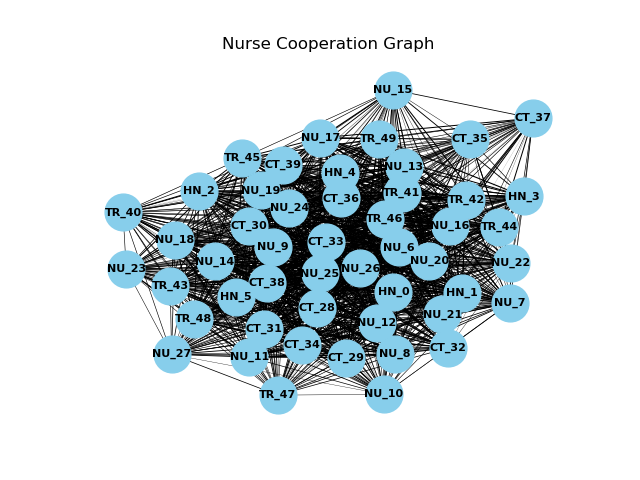 Nurse Cooperation Graph
NU_15
CT_37
NU_17
TR_49
CT_35
TR_45
CT_39
NU_13
HN_4
HN_2
NU_19
TR_41
CT_36
TR_42
HN_3
TR_40
NU_24
TR_46
CT_30
NU_16
TR_44
NU_18
CT_33
NU_9
NU_6
NU_14
NU_20
NU_22
NU_23
NU_25
NU_26
TR_43
CT_38
HN_5
HN_0
HN_1
NU_7
CT_28
TR_48
NU_12
NU_21
CT_31
CT_34
CT_32
NU_27
NU_11
CT_29
NU_8
TR_47
NU_10